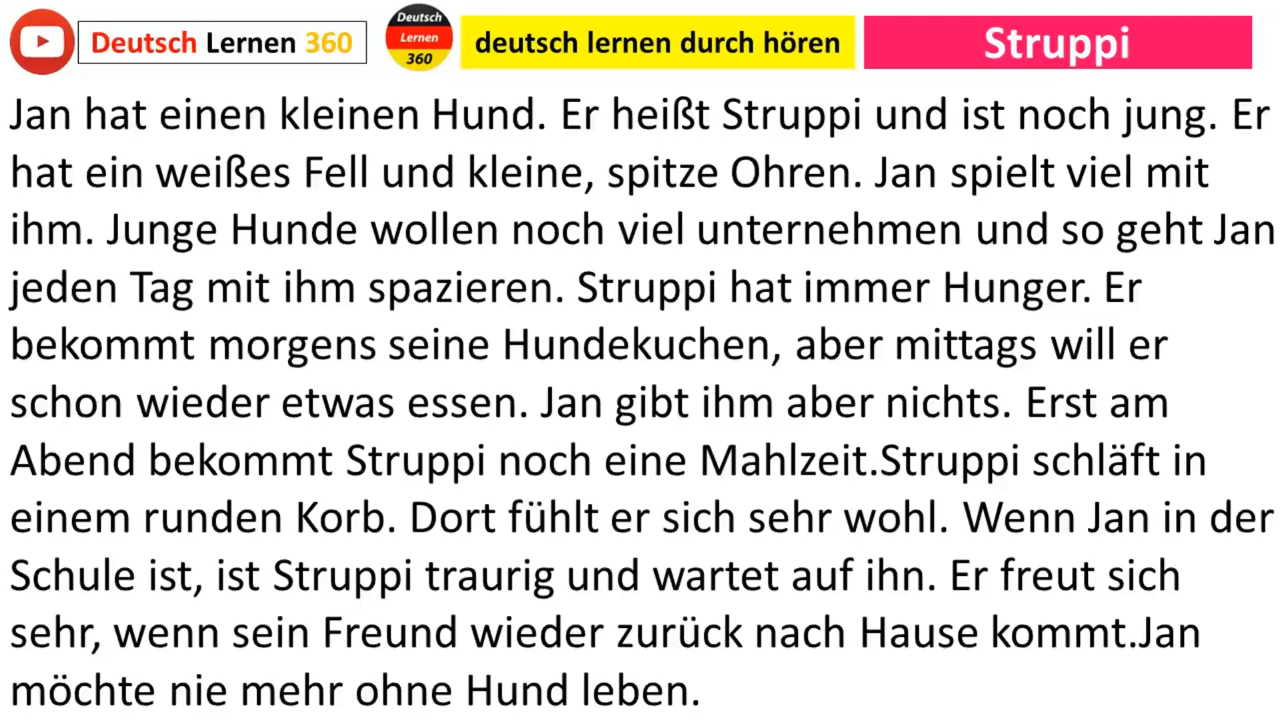 Deutsch Lernen 360
Deutsch
Lernen
360
deutsch lernen durch hören
Struppi
Jan hat einen kleinen Hund. Er heißt Struppi und ist noch jung. Er
hat ein weißes Fell und kleine, spitze Ohren. Jan spielt viel mit
ihm. Junge Hunde wollen noch viel unternehmen und so geht Jan
jeden Tag mit ihm spazieren. Struppi hat immer Hunger. Er
bekommt morgens seine Hundekuchen, aber mittags will er
schon wieder etwas essen. Jan gibt ihm aber nichts. Erst am
Abend bekommt Struppi noch eine Mahlzeit.Struppi schläft in
einem runden Korb. Dort fühlt er sich sehr wohl. Wenn Jan in der
Schule ist, ist Struppi traurig und wartet auf ihn. Er freut sich
sehr, wenn sein Freund wieder zurück nach Hause kommt.Jan
möchte nie mehr ohne Hund leben.